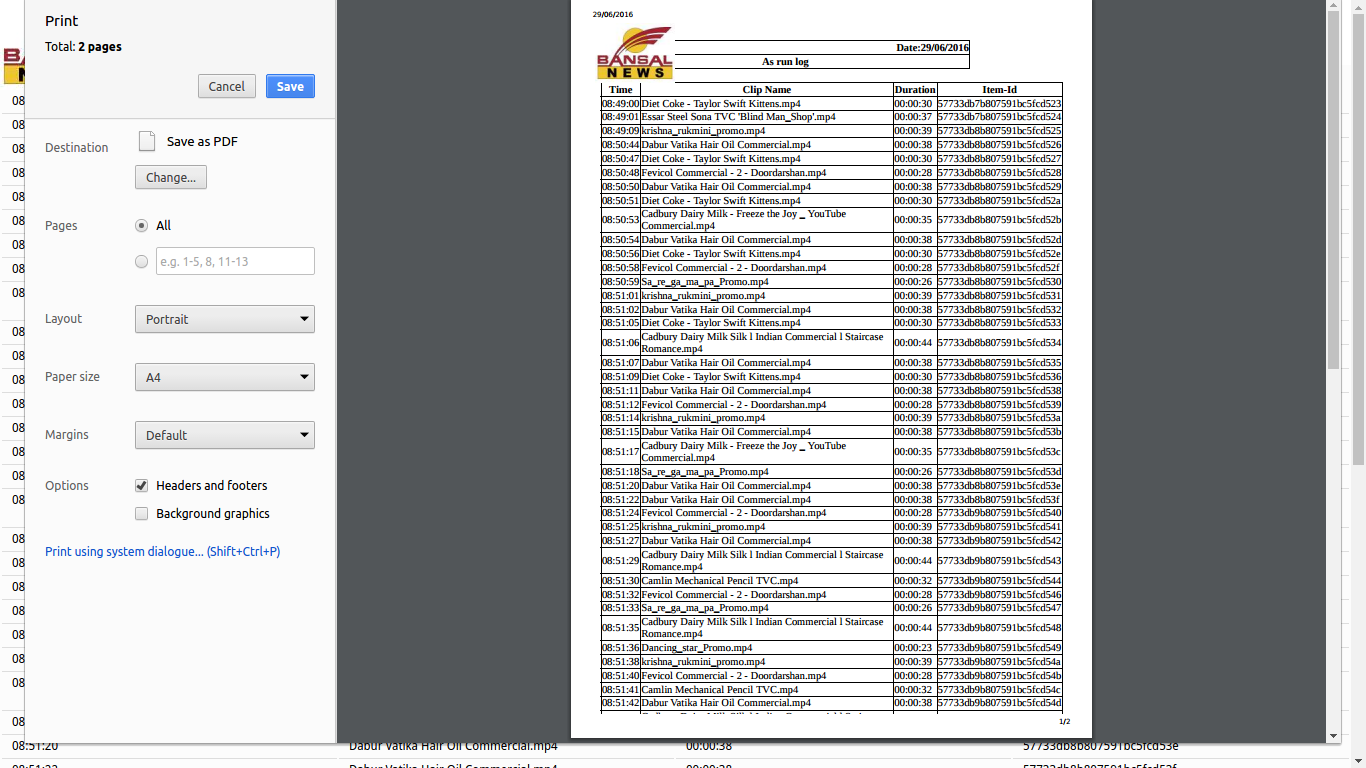 Print
Total: 2 pages
Cancel
Save
Destination
Save as PDF
Change...
Pages
All
e.g. 1-5, 8, 11-13
Layout
Portrait
Paper size
A4
Margins
Default
Options
Headers and footers
Background graphics
Print using system dialogue... (Shift+Ctrl+P)
29/06/2016
BANSAL
NEWS
Date:29/06/2016
As run log
Time Clip Name Duration Item-Id
08:49:00 Diet Coke - Taylor Swift Kittens.mp4 00:00:30 57733db7b807591bc5fcd523
08:49:01 Essar Steel Sona TVC 'Blind Man_Shop'.mp4 00:00:37 57733db7b807591bc5fcd524
08:49:09 krishna_rukmini_promo.mp4 00:00:39 57733db8b807591bc5fcd525
08:50:44 Dabur Vatika Hair Oil Commercial.mp4 00:00:38 57733db8b807591bc5fcd526
08:50:47 Diet Coke - Taylor Swift Kittens.mp4 00:00:30 57733db8b807591bc5fcd527
08:50:48 Fevicol Commercial - 2 - Doordarshan.mp4 00:00:28 57733db8b807591bc5fcd528
08:50:50 Dabur Vatika Hair Oil Commercial.mp4 00:00:38 57733db8b807591bc5fcd529
08:50:51 Diet Coke - Taylor Swift Kittens.mp4 00:00:30 57733db8b807591bc5fcd52a
08:50:53 Cadbury Dairy Milk - Freeze the Joy _ YouTube
Commercial.mp4 00:00:35 57733db8b807591bc5fcd52b
08:50:54 Dabur Vatika Hair Oil Commercial.mp4 00:00:38 57733db8b807591bc5fcd52d
08:50:56 Diet Coke - Taylor Swift Kittens.mp4 00:00:30 57733db8b807591bc5fcd52e
08:50:58 Fevicol Commercial - 2 - Doordarshan.mp4 00:00:28 57733db8b807591bc5fcd52f
08:50:59 Sa_re_ga_ma_pa_Promo.mp4 00:00:26 57733db8b807591bc5fcd530
08:51:01 krishna_rukmini_promo.mp4 00:00:39 57733db8b807591bc5fcd531
08:51:02 Dabur Vatika Hair Oil Commercial.mp4 00:00:38 57733db8b807591bc5fcd532
08:51:05 Diet Coke - Taylor Swift Kittens.mp4 00:00:30 57733db8b807591bc5fcd533
08:51:06 Cadbury Dairy Milk Silk l Indian Commercial l Staircase
Romance.mp4 00:00:44 57733db8b807591bc5fcd534
08:51:07 Dabur Vatika Hair Oil Commercial.mp4 00:00:38 57733db8b807591bc5fcd535
08:51:09 Diet Coke - Taylor Swift Kittens.mp4 00:00:30 57733db8b807591bc5fcd536
08:51:11 Dabur Vatika Hair Oil Commercial.mp4 00:00:38 57733db8b807591bc5fcd538
08:51:12 Fevicol Commercial - 2 - Doordarshan.mp4 00:00:28 57733db8b807591bc5fcd539
08:51:14 krishna_rukmini_promo.mp4 00:00:39 57733db8b807591bc5fcd53a
08:51:15 Dabur Vatika Hair Oil Commercial.mp4 00:00:38 57733db8b807591bc5fcd53b
08:51:17 Cadbury Dairy Milk - Freeze the Joy _ YouTube
Commercial.mp4 00:00:35 57733db8b807591bc5fcd53c
08:51:18 Sa_re_ga_ma_pa_Promo.mp4 00:00:26 57733db8b807591bc5fcd53d
08:51:20 Dabur Vatika Hair Oil Commercial.mp4 00:00:38 57733db8b807591bc5fcd53e
08:51:22 Dabur Vatika Hair Oil Commercial.mp4 00:00:38 57733db8b807591bc5fcd53f
08:51:24 Fevicol Commercial - 2 - Doordarshan.mp4 00:00:28 57733db9b807591bc5fcd540
08:51:25 krishna_rukmini_promo.mp4 00:00:39 57733db9b807591bc5fcd541
08:51:27 Dabur Vatika Hair Oil Commercial.mp4 00:00:38 57733db9b807591bc5fcd542
08:51:29 Cadbury Dairy Milk Silk l Indian Commercial l Staircase
Romance.mp4 00:00:44 57733db9b807591bc5fcd543
08:51:30 Camlin Mechanical Pencil TVC.mp4 00:00:32 57733db9b807591bc5fcd544
08:51:32 Fevicol Commercial - 2 - Doordarshan.mp4 00:00:28 57733db9b807591bc5fcd546
08:51:33 Sa_re_ga_ma_pa_Promo.mp4 00:00:26 57733db9b807591bc5fcd547
08:51:35 Cadbury Dairy Milk Silk l Indian Commercial l Staircase
Romance.mp4 00:00:44 57733db9b807591bc5fcd548
08:51:36 Dancing_star_Promo.mp4 00:00:23 57733db9b807591bc5fcd549
08:51:38 krishna_rukmini_promo.mp4 00:00:39 57733db9b807591bc5fcd54a
08:51:40 Fevicol Commercial - 2 - Doordarshan.mp4 00:00:28 57733db9b807591bc5fcd54b
08:51:41 Camlin Mechanical Pencil TVC.mp4 00:00:32 57733db9b807591bc5fcd54c
08:51:42 Dabur Vatika Hair Oil Commercial.mp4 00:00:38 57733db9b807591bc5fcd54d
1/2
08:51:20 Dabur Vatika Hair Oil Commercial.mp4 00:00:38 57733db8b807591bc5fcd53e